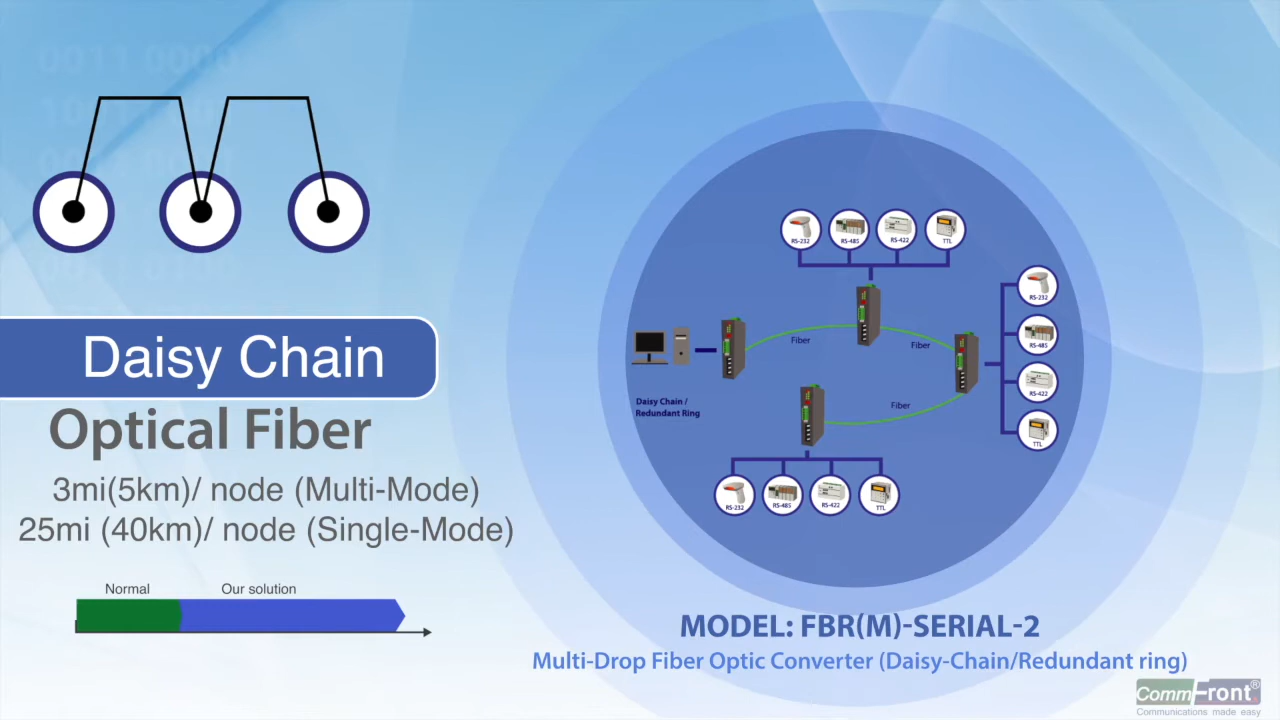 0011 0000
Daisy Chain
Optical Fiber
3mi(5km)/ node (Multi-Mode)
25mi (40km)/ node (Single-Mode)
Normal
Our solution
RS-232
RS-485
RS-422
TTL
RS-232
RS-485
RS-422
TTL
Fiber
Fiber
Fiber
Daisy Chain /
Redundant Ring
RS-232
RS-485
RS-422
TTL
MODEL: FBR(M)-SERIAL-2
Multi-Drop Fiber Optic Converter (Daisy-Chain/Redundant ring)
CommFront®
Communications made easy